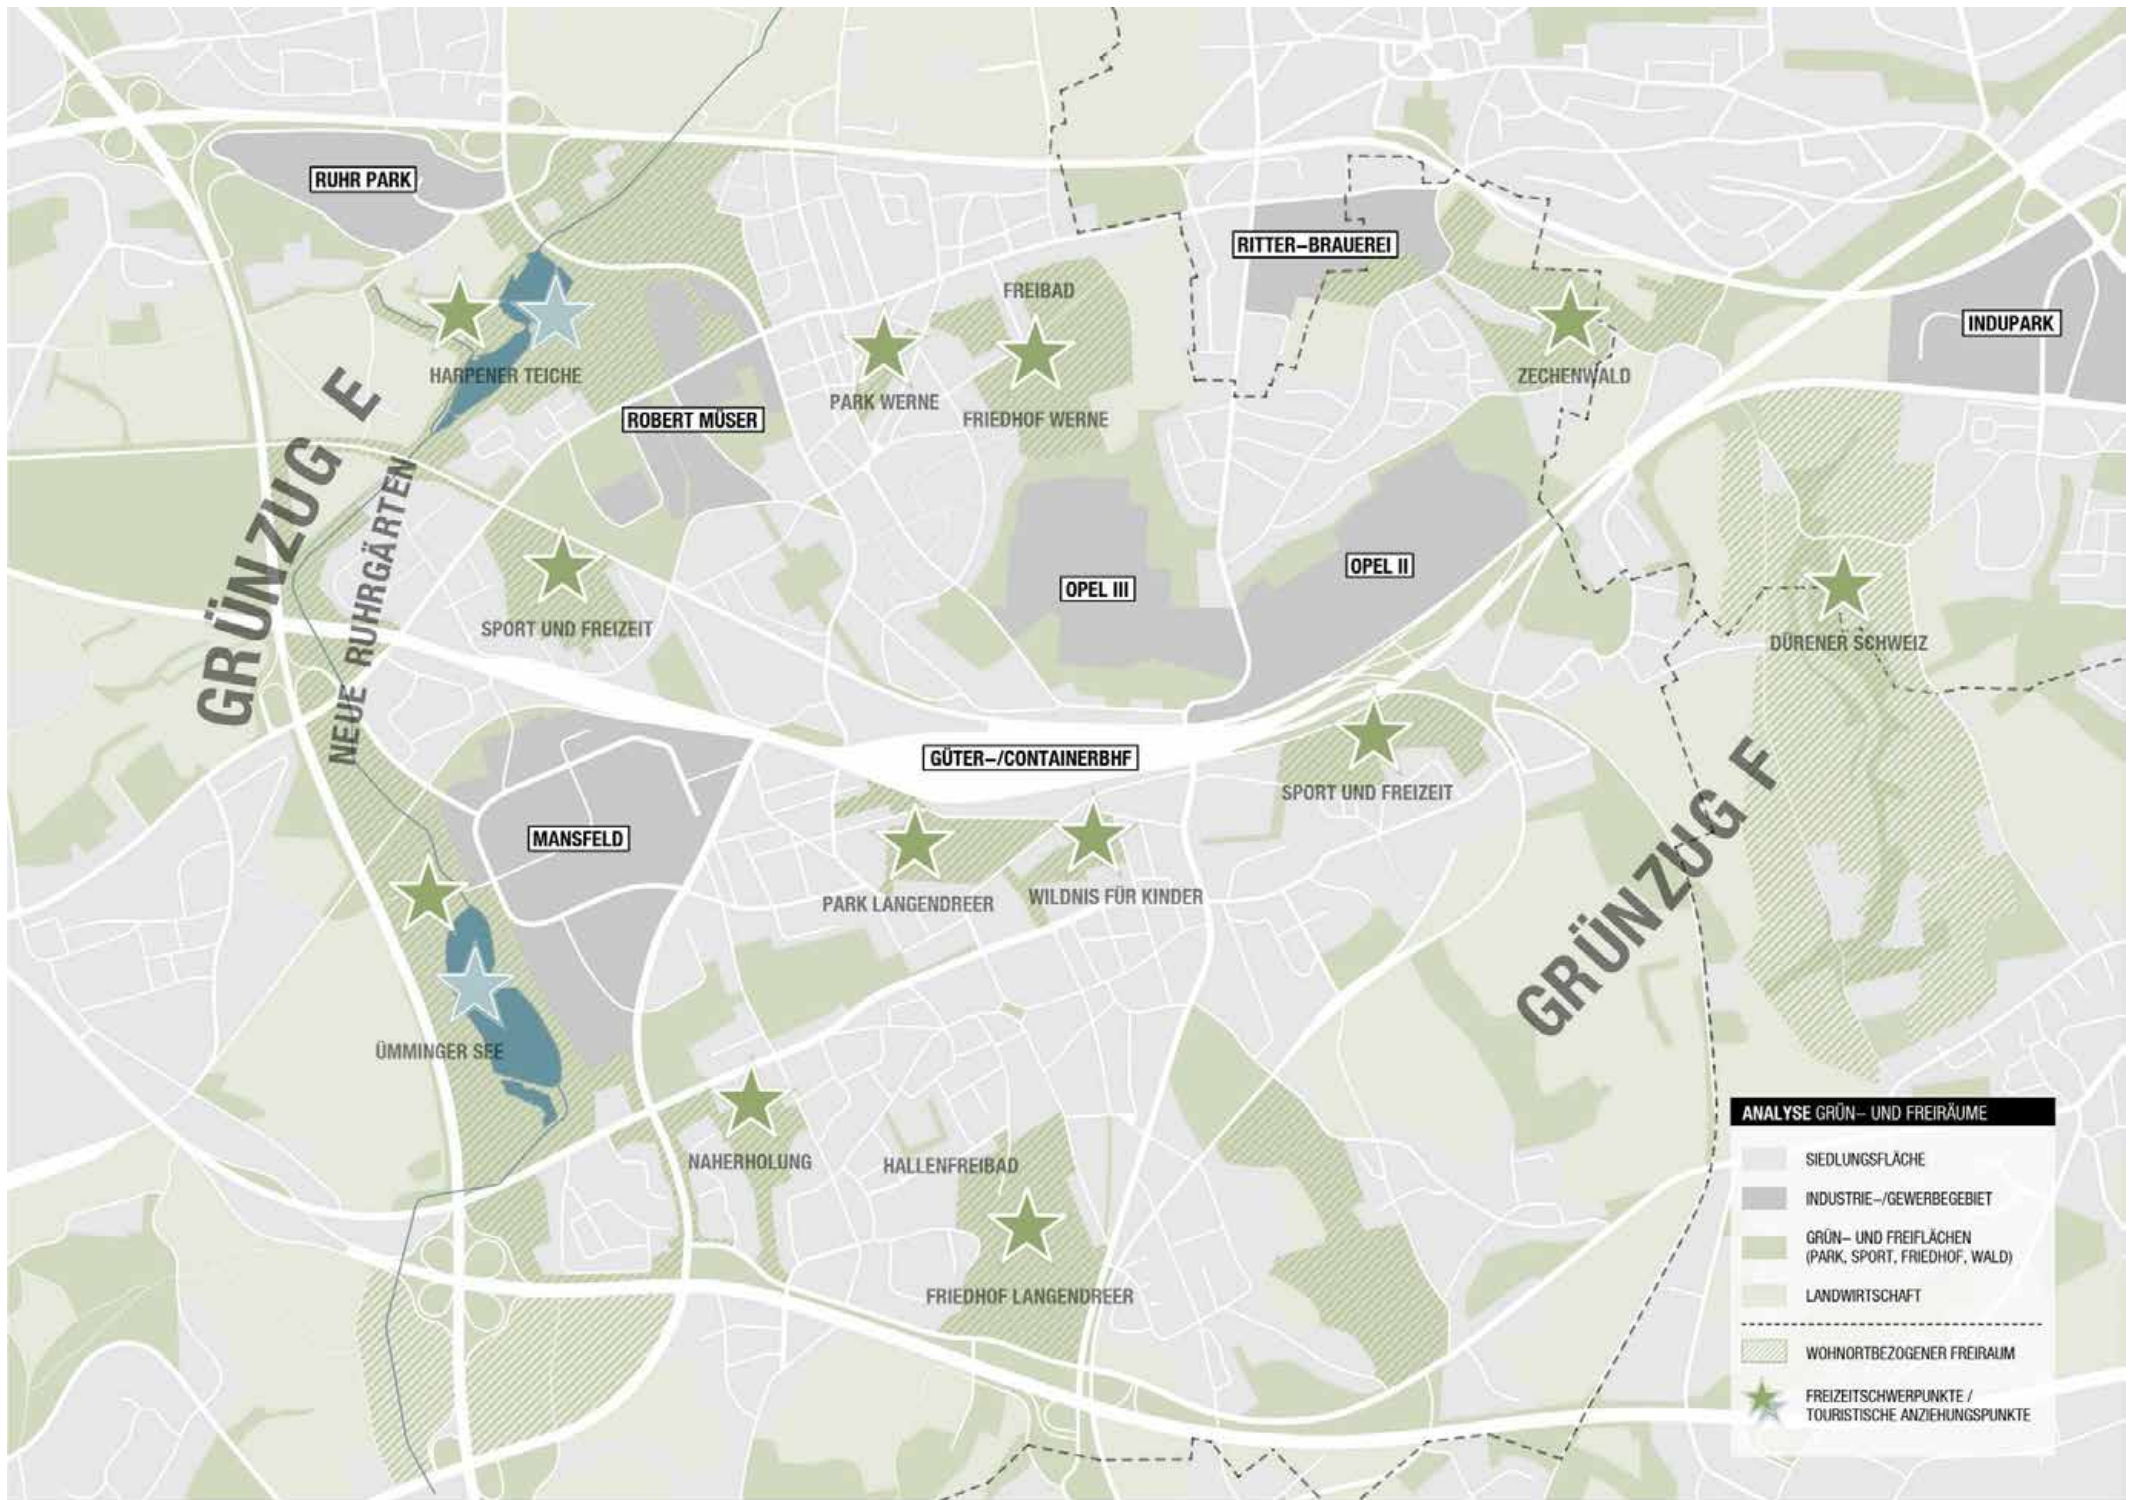 RUHR PARK
RITTER–BRAUEREI
FREIBAD
INDUPARK
HARPENER TEICHE
ZECHENWALD
PARK WERNE
ROBERT MÜSER
FRIEDHOF WERNE
GRÜNZUG E
NEUE RUHRGÄRTEN
OPEL II
OPEL III
SPORT UND FREIZEIT
DÜRENER SCHWEIZ
GÜTER–/CONTAINERBHF
SPORT UND FREIZEIT
MANSFELD
GRÜNZUG F
PARK LANGENDREER
WILDNIS FÜR KINDER
ÜMMINGER SEE
NAHERHOLUNG
HALLENFREIBAD
FRIEDHOF LANGENDREER
ANALYSE GRÜN– UND FREIRÄUME
SIEDLUNGSFLÄCHE
INDUSTRIE–/GEWERBEGEBIET
GRÜN– UND FREIFLÄCHEN
(PARK, SPORT, FRIEDHOF, WALD)
LANDWIRTSCHAFT
WOHNORTBEZOGENER FREIRAUM
FREIZEITSCHWERPUNKTE /
TOURISTISCHE ANZIEHUNGSPUNKTE